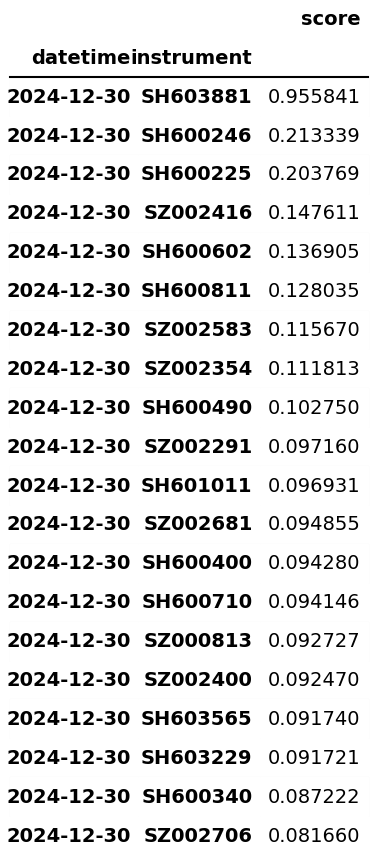 score
datetime instrument
2024-12-30 SH603881 0.955841
2024-12-30 SH600246 0.213339
2024-12-30 SH600225 0.203769
2024-12-30 SZ002416 0.147611
2024-12-30 SH600602 0.136905
2024-12-30 SH600811 0.128035
2024-12-30 SZ002583 0.115670
2024-12-30 SZ002354 0.111813
2024-12-30 SH600490 0.102750
2024-12-30 SZ002291 0.097160
2024-12-30 SH601011 0.096931
2024-12-30 SZ002681 0.094855
2024-12-30 SH600400 0.094280
2024-12-30 SH600710 0.094146
2024-12-30 SZ000813 0.092727
2024-12-30 SZ002400 0.092470
2024-12-30 SH603565 0.091740
2024-12-30 SH603229 0.091721
2024-12-30 SH600340 0.087222
2024-12-30 SZ002706 0.081660